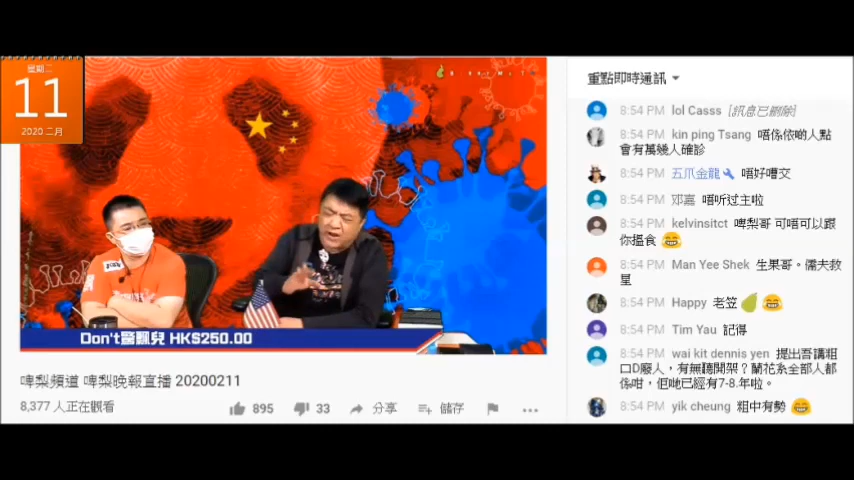 星期二
11
2020 二月
Don't驚飄兒 HK$250.00
啤梨頻道 啤梨晚報直播 20200211
8,377 人正在觀看
895
33
分享
儲存
重點即時通訊
8:54 PM lol Casss [訊息已刪除]
8:54 PM kin ping Tsang 唔係依啲人點
會有萬幾人確診
8:54 PM 五爪金龍 唔好嘈交
8:54 PM 邓嘉 唔听过主啦
8:54 PM kelvinsitct 啤梨哥 可唔可以跟
你搵食 😂
8:54 PM Man Yee Shek 生果哥。儒夫救
星
8:54 PM Happy 老笠 🍐 😂
8:54 PM Tim Yau 記得
8:54 PM wai kit dennis yen 提出吾講粗
口D廢人，有無聽開架？蘭花系全部人都
係咁，佢哋已經有7-8.年啦。
8:54 PM yik cheung 粗中有勢 😂